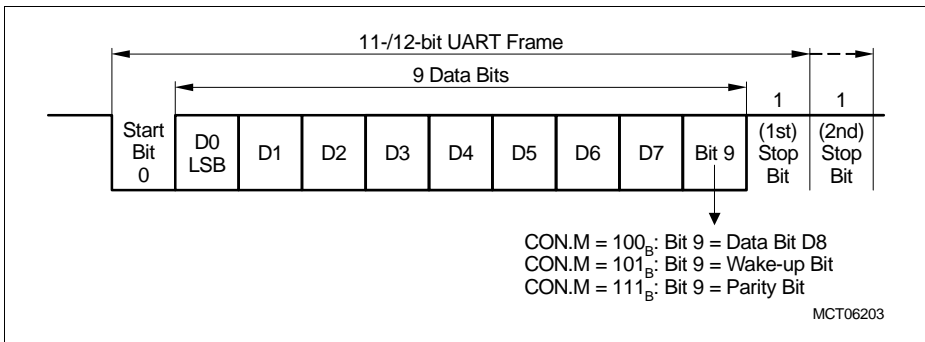 11-/12-bit UART Frame
9 Data Bits
Start
Bit
0
D0
LSB
D1
D2
D3
D4
D5
D6
D7
Bit 9
1
(1st)
Stop
Bit
1
(2nd)
Stop
Bit
CON.M = 100B: Bit 9 = Data Bit D8
CON.M = 101B: Bit 9 = Wake-up Bit
CON.M = 111B: Bit 9 = Parity Bit
MCT06203